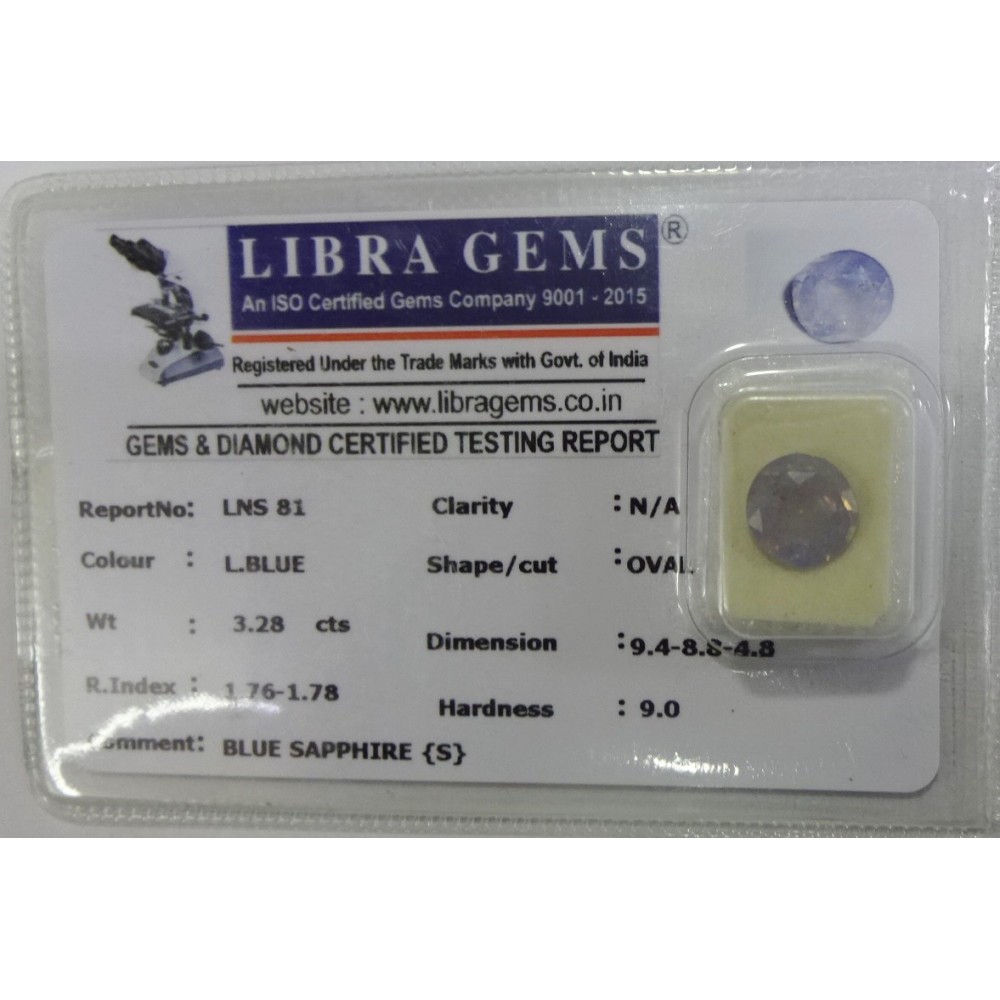 LIBRA GEMS ®
An ISO Certified Gems Company 9001 - 2015
Registered Under the Trade Marks with Govt. of India
website : www.libragems.co.in
GEMS & DIAMOND CERTIFIED TESTING REPORT
ReportNo: LNS 81 Clarity : N/A
Colour : L.BLUE Shape/cut : OVAL
Wt : 3.28 cts Dimension : 9.4-8.8-4.8
R.Index : 1.76-1.78 Hardness : 9.0
Comment: BLUE SAPPHIRE {S}